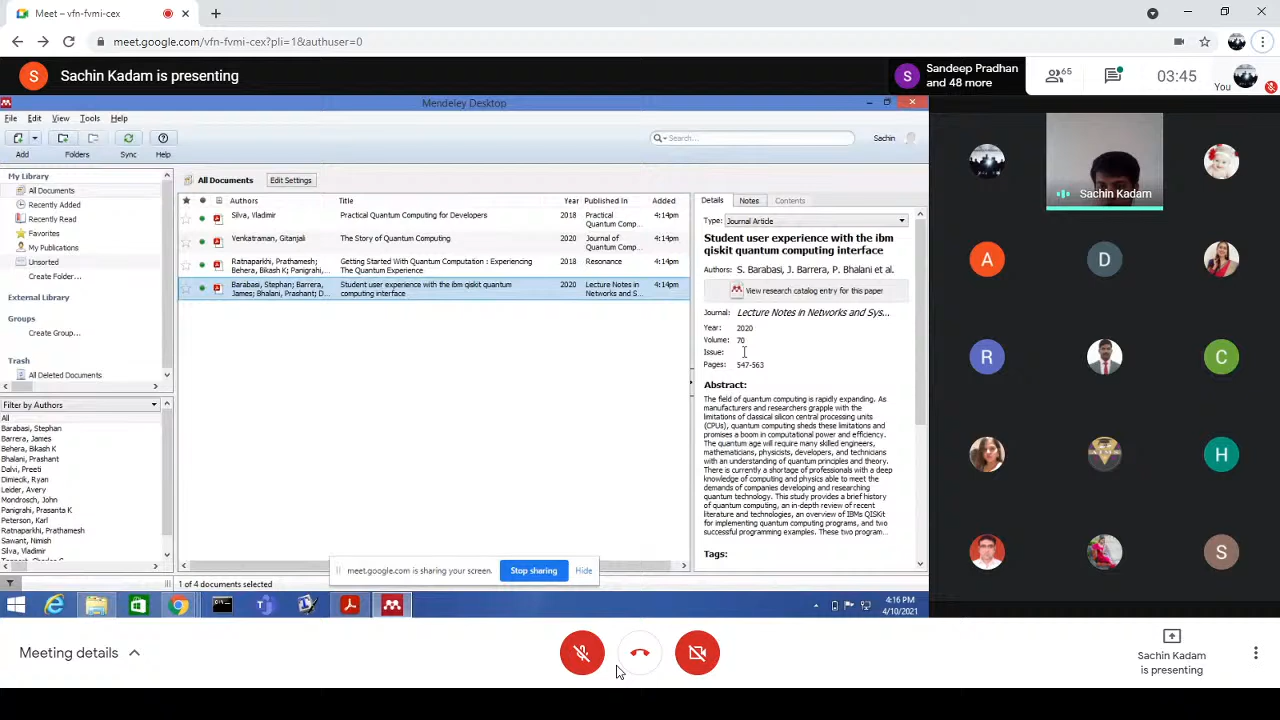 Meet – vfn-fvmi-cex
meet.google.com/vfn-fvmi-cex?pli=1&authuser=0
S
Sachin Kadam is presenting
S
Sandeep Pradhan
and 48 more
65
03:45
You
Mendeley Desktop
File Edit View Tools Help
Add Folders Sync Help
Search...
Sachin
My Library
All Documents
Recently Added
Recently Read
Favorites
My Publications
Unsorted
Create Folder...
External Library
Groups
Create Group...
Trash
All Deleted Documents
Filter by Authors
All
Barabasi, Stephan
Barrera, James
Behera, Bikash K
Bhalani, Prashant
Dalvi, Preeti
Dimiecik, Ryan
Leider, Avery
Mondrosch, John
Panigrahi, Prasanta K
Peterson, Karl
Ratnaparkhi, Prathamesh
Sawant, Nimish
Silva, Vladimir
All Documents Edit Settings
Authors Title Year Published In Added
Silva, Vladimir Practical Quantum Computing for Developers 2018 Practical Quantum Comp... 4:14pm
Venkatraman, Gitanjali The Story of Quantum Computing 2020 Journal of Quantum Com... 4:14pm
Ratnaparkhi, Prathamesh; Behera, Bikash K; Panigrahi,... Getting Started With Quantum Computation : Experiencing The Quantum Experience 2018 Resonance 4:14pm
Barabasi, Stephan; Barrera, James; Bhalani, Prashant; D... Student user experience with the ibm qiskit quantum computing interface 2020 Lecture Notes in Networks and S... 4:14pm
Details Notes Contents
Type: Journal Article
Student user experience with the ibm
qiskit quantum computing interface
Authors: S. Barabasi, J. Barrera, P. Bhalani et al.
View research catalog entry for this paper
Journal: Lecture Notes in Networks and Sys...
Year: 2020
Volume: 70
Issue:
Pages: 547-563
Abstract:
The field of quantum computing is rapidly expanding. As
manufacturers and researchers grapple with the
limitations of classical silicon central processing units
(CPUs), quantum computing sheds these limitations and
promises a boom in computational power and efficiency.
The quantum age will require many skilled engineers,
mathematicians, physicists, developers, and technicians
with an understanding of quantum principles and theory.
There is currently a shortage of professionals with a deep
knowledge of computing and physics able to meet the
demands of companies developing and researching
quantum technology. This study provides a brief history
of quantum computing, an in-depth review of recent
literature and technologies, an overview of IBMs QISKit
for implementing quantum computing programs, and two
successful programming examples. These two program...
Tags:
meet.google.com is sharing your screen. Stop sharing Hide
1 of 4 documents selected
4:16 PM
4/10/2021
Sachin Kadam
A
D
R
C
H
S
Meeting details
Sachin Kadam
is presenting